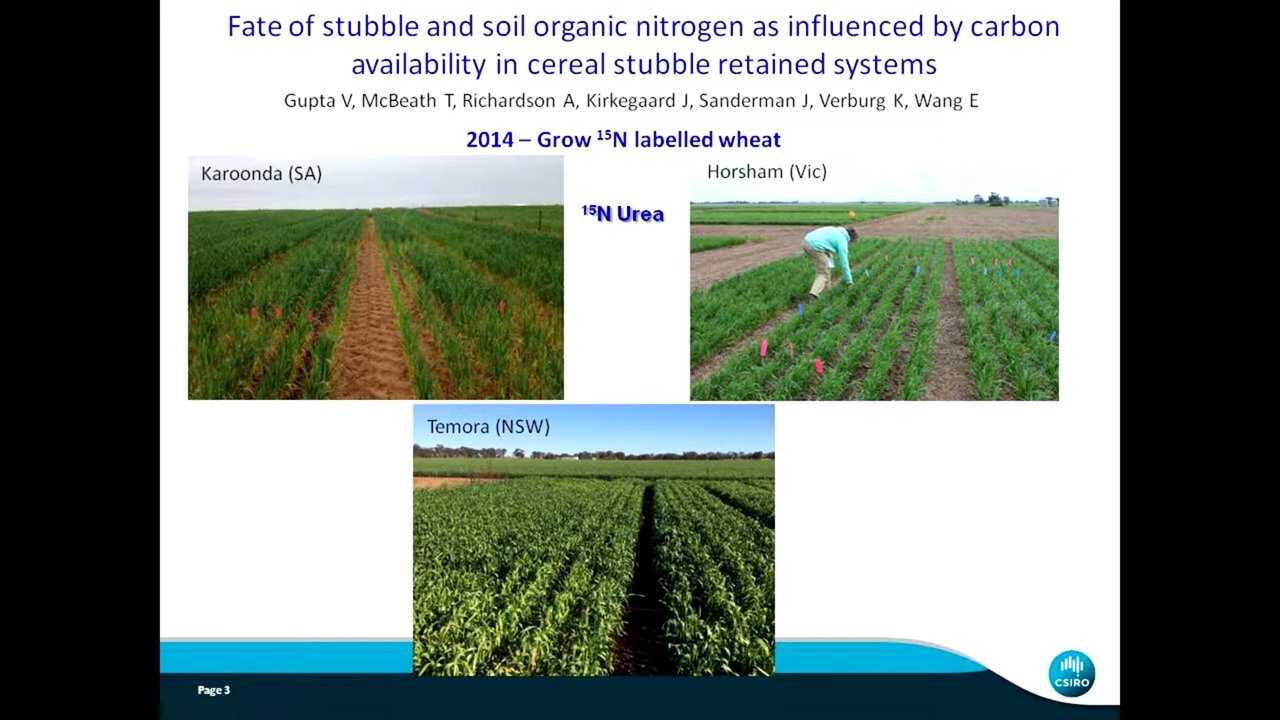 Fate of stubble and soil organic nitrogen as influenced by carbon
availability in cereal stubble retained systems
Gupta V, McBeath T, Richardson A, Kirkegaard J, Sanderman J, Verburg K, Wang E
2014 – Grow ¹⁵N labelled wheat
Karoonda (SA)
¹⁵N Urea
Horsham (Vic)
Temora (NSW)
CSIRO
Page 3